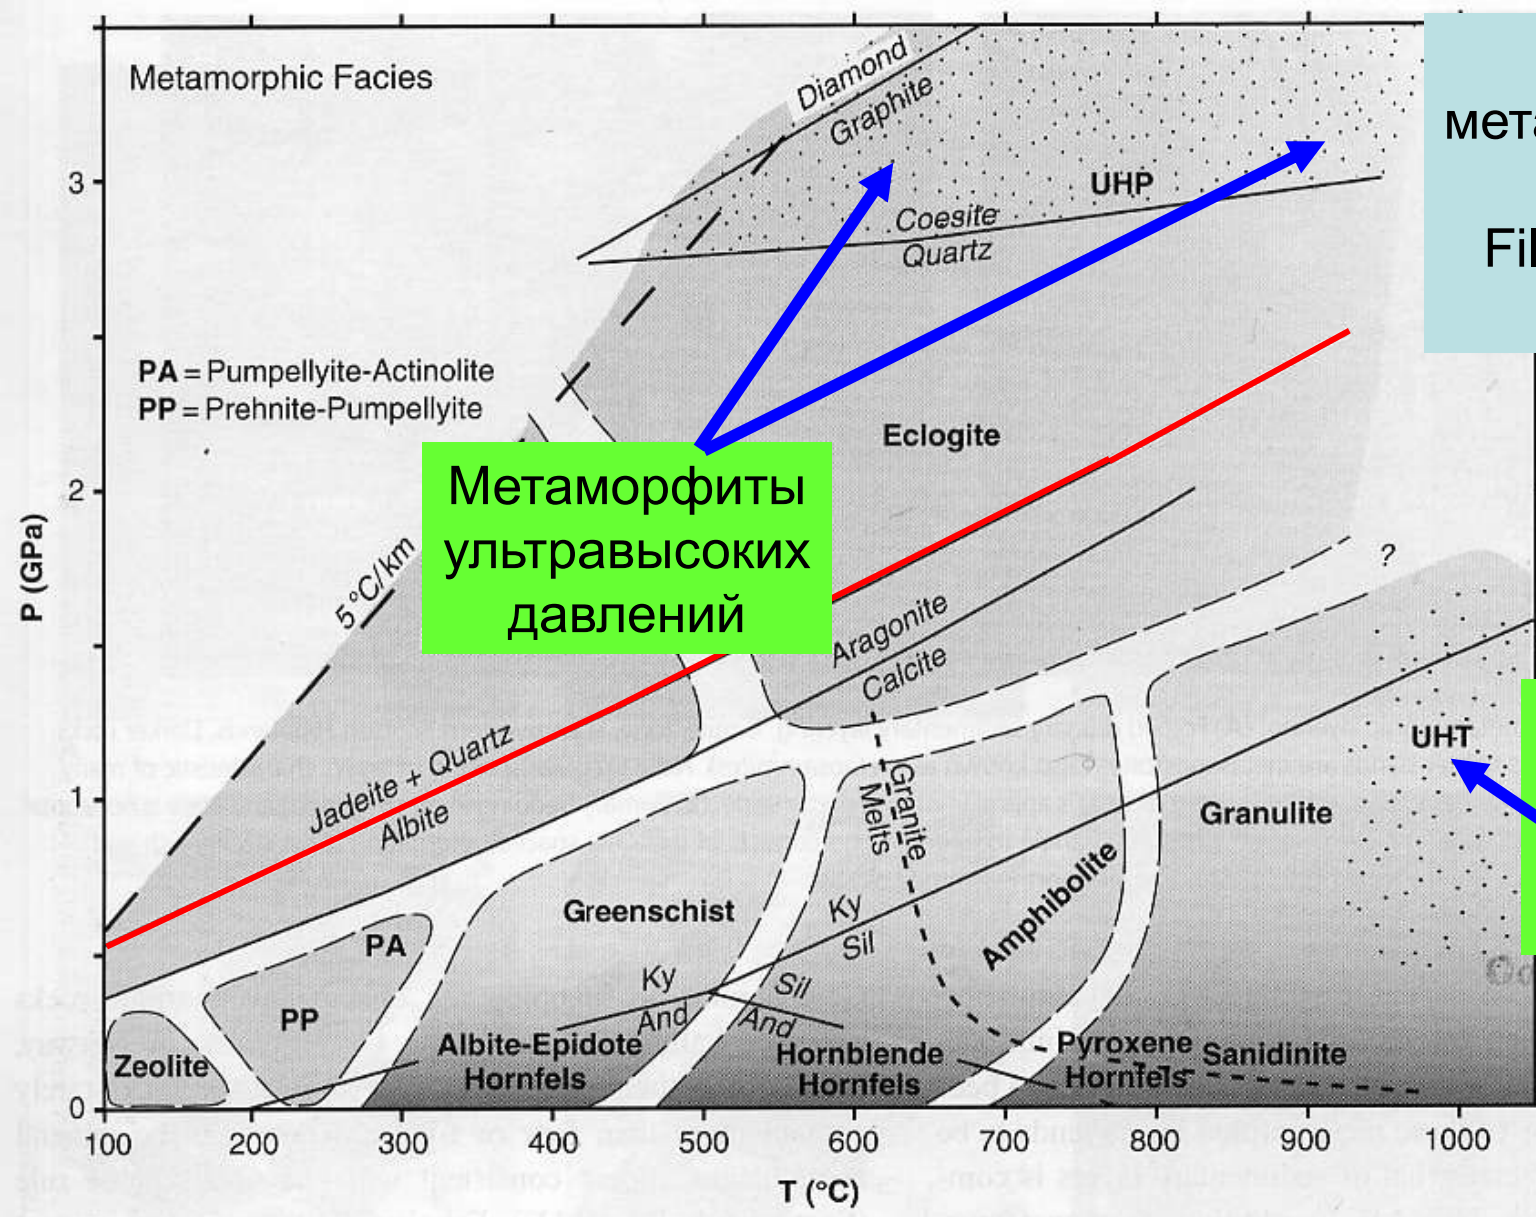 Metamorphic Facies
Diamond
Graphite
UHP
Coesite
Quartz
3
PA = Pumpellyite-Actinolite
PP = Prehnite-Pumpellyite
Eclogite
Метаморфиты
ультравысоких
давлений
2
P (GPa)
5°C/km
?
Aragonite
Calcite
UHT
Jadeite + Quartz
Albite
1
Granite
Melts
Granulite
Amphibolite
Greenschist
Ky
Sil
PA
Ky
And
Sil
And
PP
Zeolite
Albite-Epidote
Hornfels
Hornblende
Hornfels
Pyroxene
Hornfels
Sanidinite
0
100 200 300 400 500 600 700 800 900 1000
T (°C)